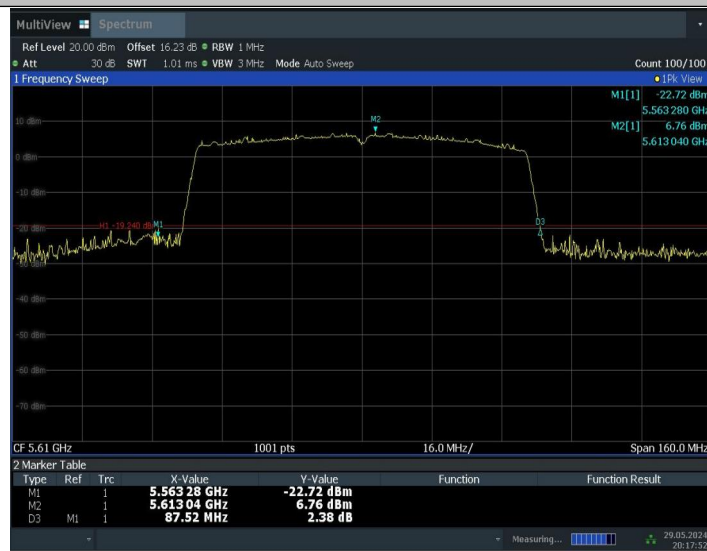 MultiView Spectrum
Ref Level 20.00 dBm Offset 16.23 dB RBW 1 MHz
Att 30 dB SWT 1.01 ms VBW 3 MHz Mode Auto Sweep Count 100/100
1 Frequency Sweep 1Pk View
M1[1] -22.72 dBm
5.563 280 GHz
M2[1] 6.76 dBm
5.613 040 GHz
M2
10 dBm
0 dBm
-10 dBm
-20 dBm
H1 -19.240 dBm
M1
D3
-30 dBm
-40 dBm
-50 dBm
-60 dBm
-70 dBm
CF 5.61 GHz 1001 pts 16.0 MHz/ Span 160.0 MHz
2 Marker Table
Type Ref Trc X-Value Y-Value Function Function Result
M1 1 5.563 28 GHz -22.72 dBm
M2 1 5.613 04 GHz 6.76 dBm
D3 M1 1 87.52 MHz 2.38 dB
Measuring... 29.05.2024
20:17:52